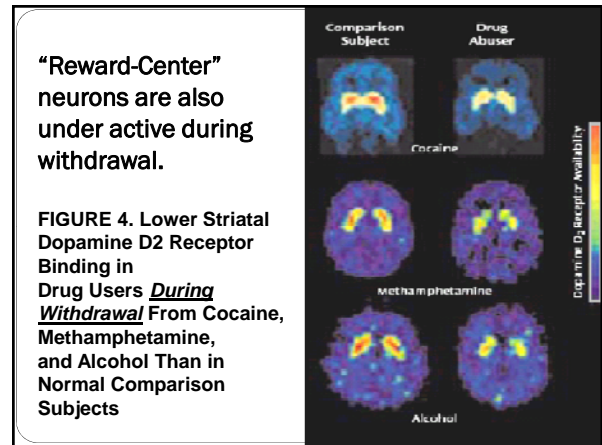 “Reward-Center”
neurons are also
under active during
withdrawal.
FIGURE 4. Lower Striatal
Dopamine D2 Receptor
Binding in
Drug Users During
Withdrawal From Cocaine,
Methamphetamine,
and Alcohol Than in
Normal Comparison
Subjects
Comparison
Subject
Drug
Abuser
Cocaine
Methamphetamine
Alcohol
Dopamine D₂ Receptor Availability